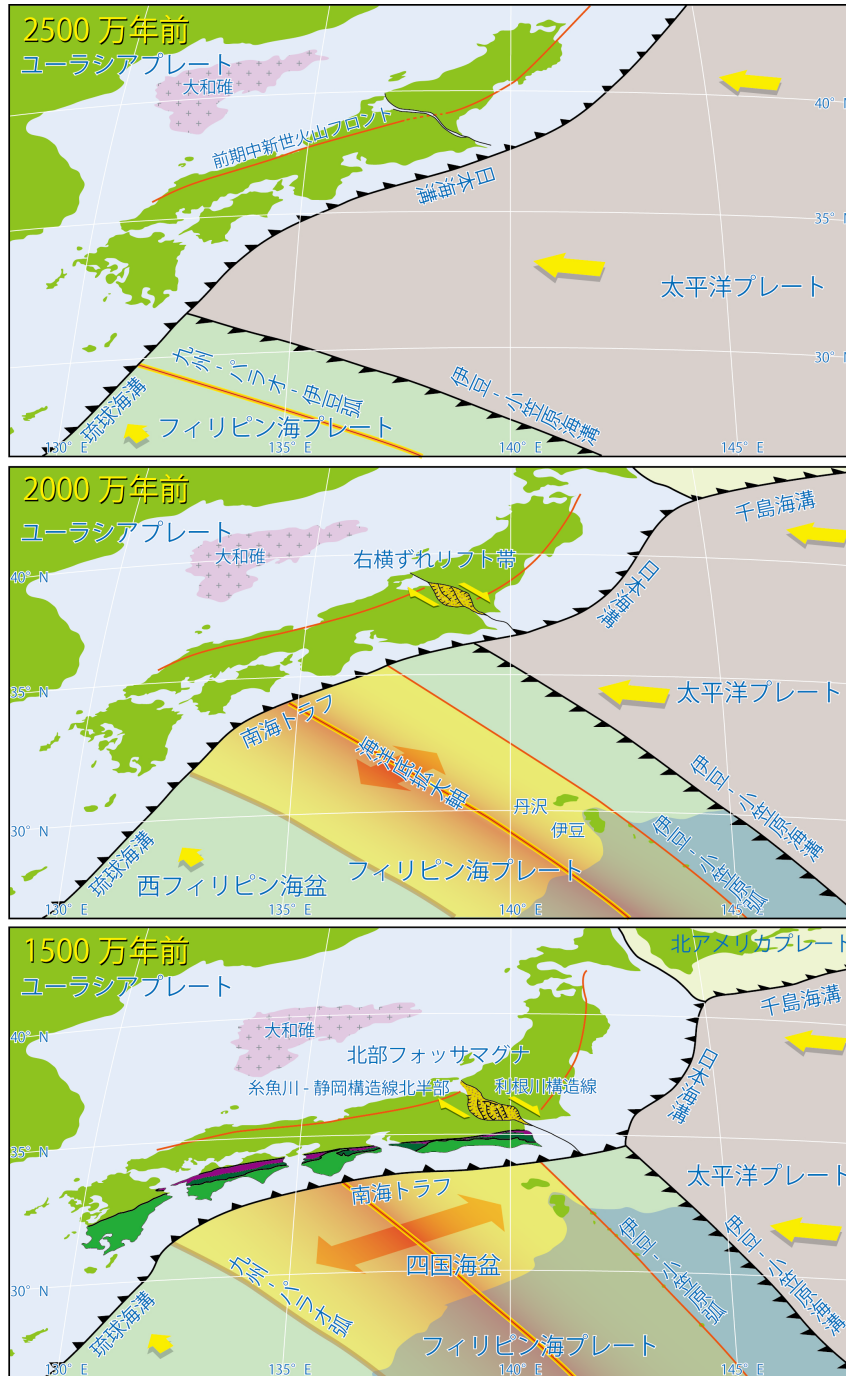 2500 万年前
ユーラシアプレート
大和碓
前期中新世火山フロント
日本海溝
40° N
35° N
太平洋プレート
30° N
九州 - パラオ - 伊豆弧
伊豆 - 小笠原海溝
琉球海溝
フィリピン海プレート
130° E
135° E
140° E
145° E
2000 万年前
ユーラシアプレート
千島海溝
大和碓
右横ずれリフト帯
40° N
日本海溝
35° N
太平洋プレート
南海トラフ
海洋底拡大軸
伊豆 - 小笠原海溝
丹沢
伊豆
30° N
伊豆 - 小笠原弧
琉球海溝
フィリピン海プレート
西フィリピン海盆
130° E
135° E
140° E
145° E
1500 万年前
北アメリカプレート
ユーラシアプレート
千島海溝
大和碓
40° N
北部フォッサマグナ
日本海溝
糸魚川 - 静岡構造線北半部
利根川構造線
35° N
太平洋プレート
南海トラフ
四国海盆
伊豆 - 小笠原弧
伊豆 - 小笠原海溝
30° N
九州 - パラオ弧
琉球海溝
フィリピン海プレート
130° E
135° E
140° E
145° E